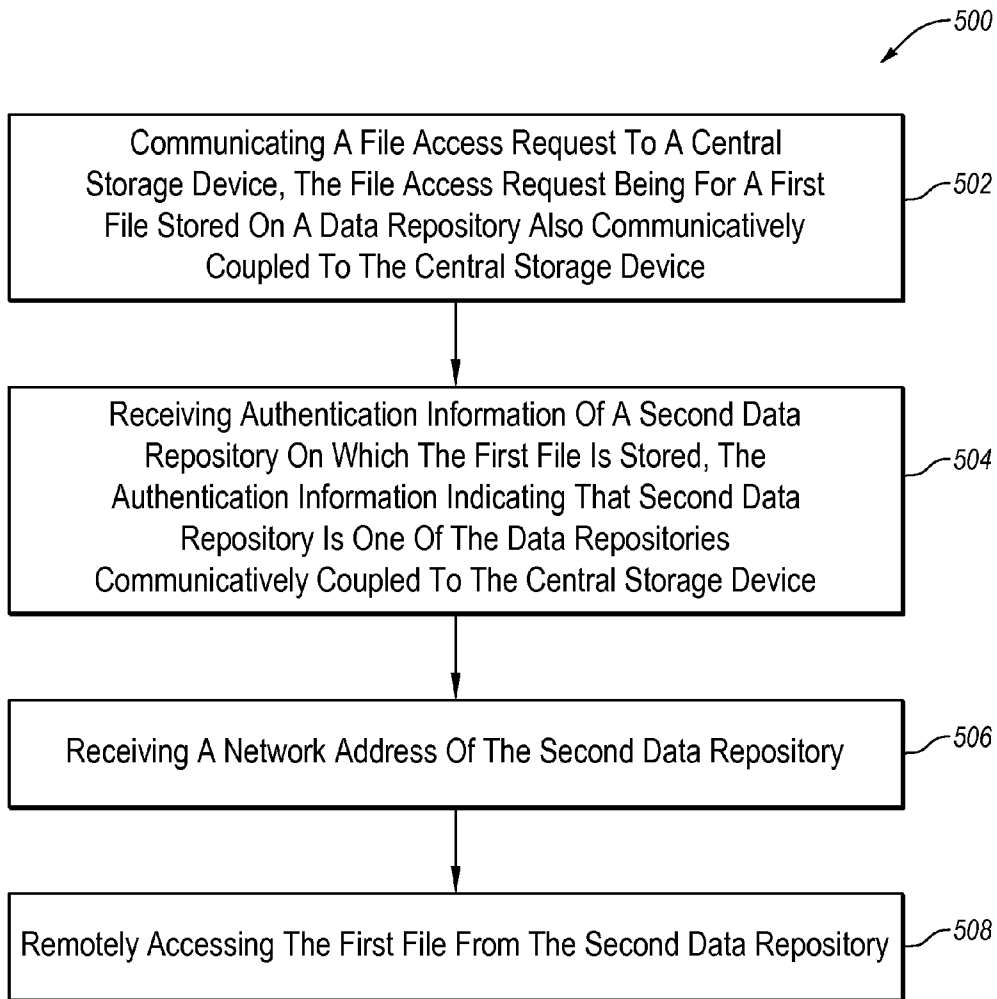 500
Communicating A File Access Request To A Central
Storage Device, The File Access Request Being For A First
File Stored On A Data Repository Also Communicatively
Coupled To The Central Storage Device
502
Receiving Authentication Information Of A Second Data
Repository On Which The First File Is Stored, The
Authentication Information Indicating That Second Data
Repository Is One Of The Data Repositories
Communicatively Coupled To The Central Storage Device
504
Receiving A Network Address Of The Second Data Repository
506
Remotely Accessing The First File From The Second Data Repository
508